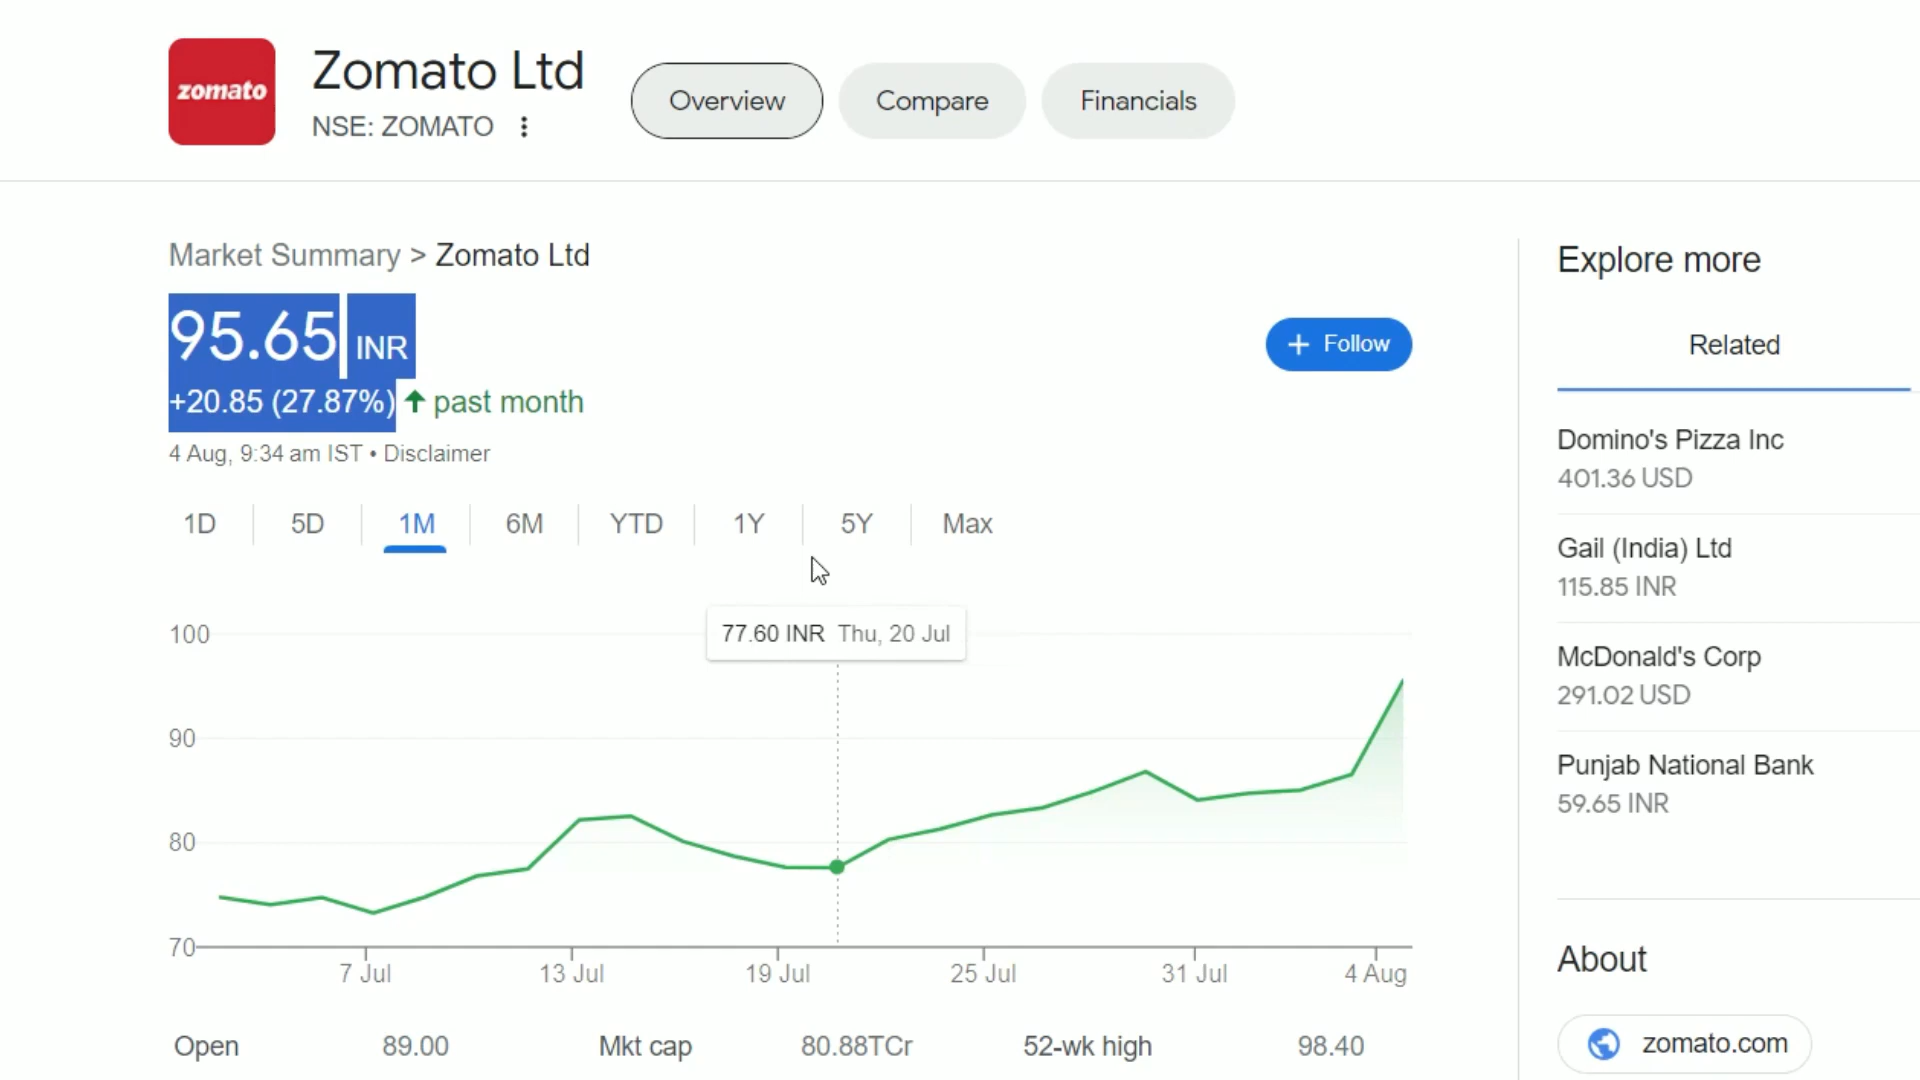 zomato
Zomato Ltd
NSE: ZOMATO
Overview
Compare
Financials
Market Summary > Zomato Ltd
95.65 INR
+20.85 (27.87%) past month
4 Aug, 9:34 am IST • Disclaimer
+ Follow
1D 5D 1M 6M YTD 1Y 5Y Max
77.60 INR Thu, 20 Jul
100
90
80
70
7 Jul 13 Jul 19 Jul 25 Jul 31 Jul 4 Aug
Open 89.00 Mkt cap 80.88TCr 52-wk high 98.40
Explore more
Related
Domino's Pizza Inc
401.36 USD
Gail (India) Ltd
115.85 INR
McDonald's Corp
291.02 USD
Punjab National Bank
59.65 INR
About
zomato.com